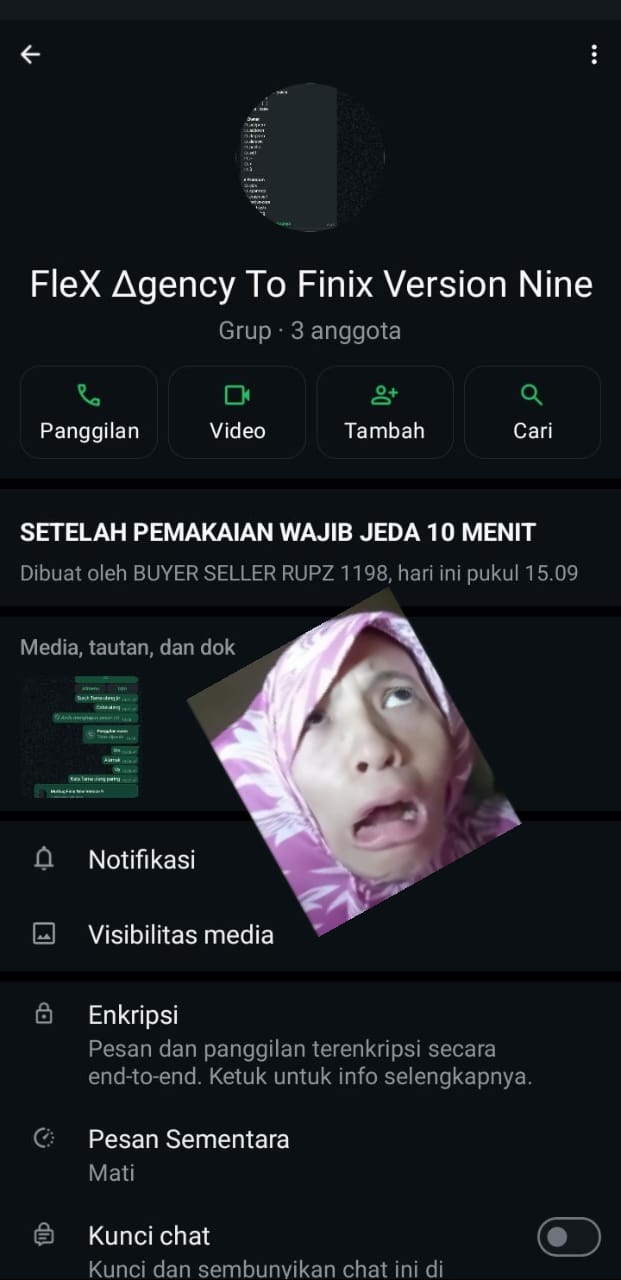 FleX Δgency To Finix Version Nine
Grup · 3 anggota
Panggilan
Video
Tambah
Cari
SETELAH PEMAKAIAN WAJIB JEDA 10 MENIT
Dibuat oleh BUYER SELLER RUPZ 1198, hari ini pukul 15.09
Media, tautan, dan dok
Notifikasi
Visibilitas media
Enkripsi
Pesan dan panggilan terenkripsi secara
end-to-end. Ketuk untuk info selengkapnya.
Pesan Sementara
Mati
Kunci chat
Kunci dan sembunyikan chat ini di